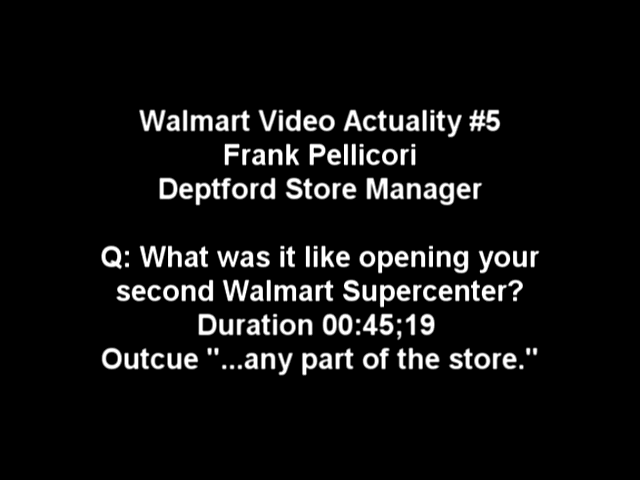 Walmart Video Actuality #5
Frank Pellicori
Deptford Store Manager
Q: What was it like opening your
second Walmart Supercenter?
Duration 00:45;19
Outcue "...any part of the store."